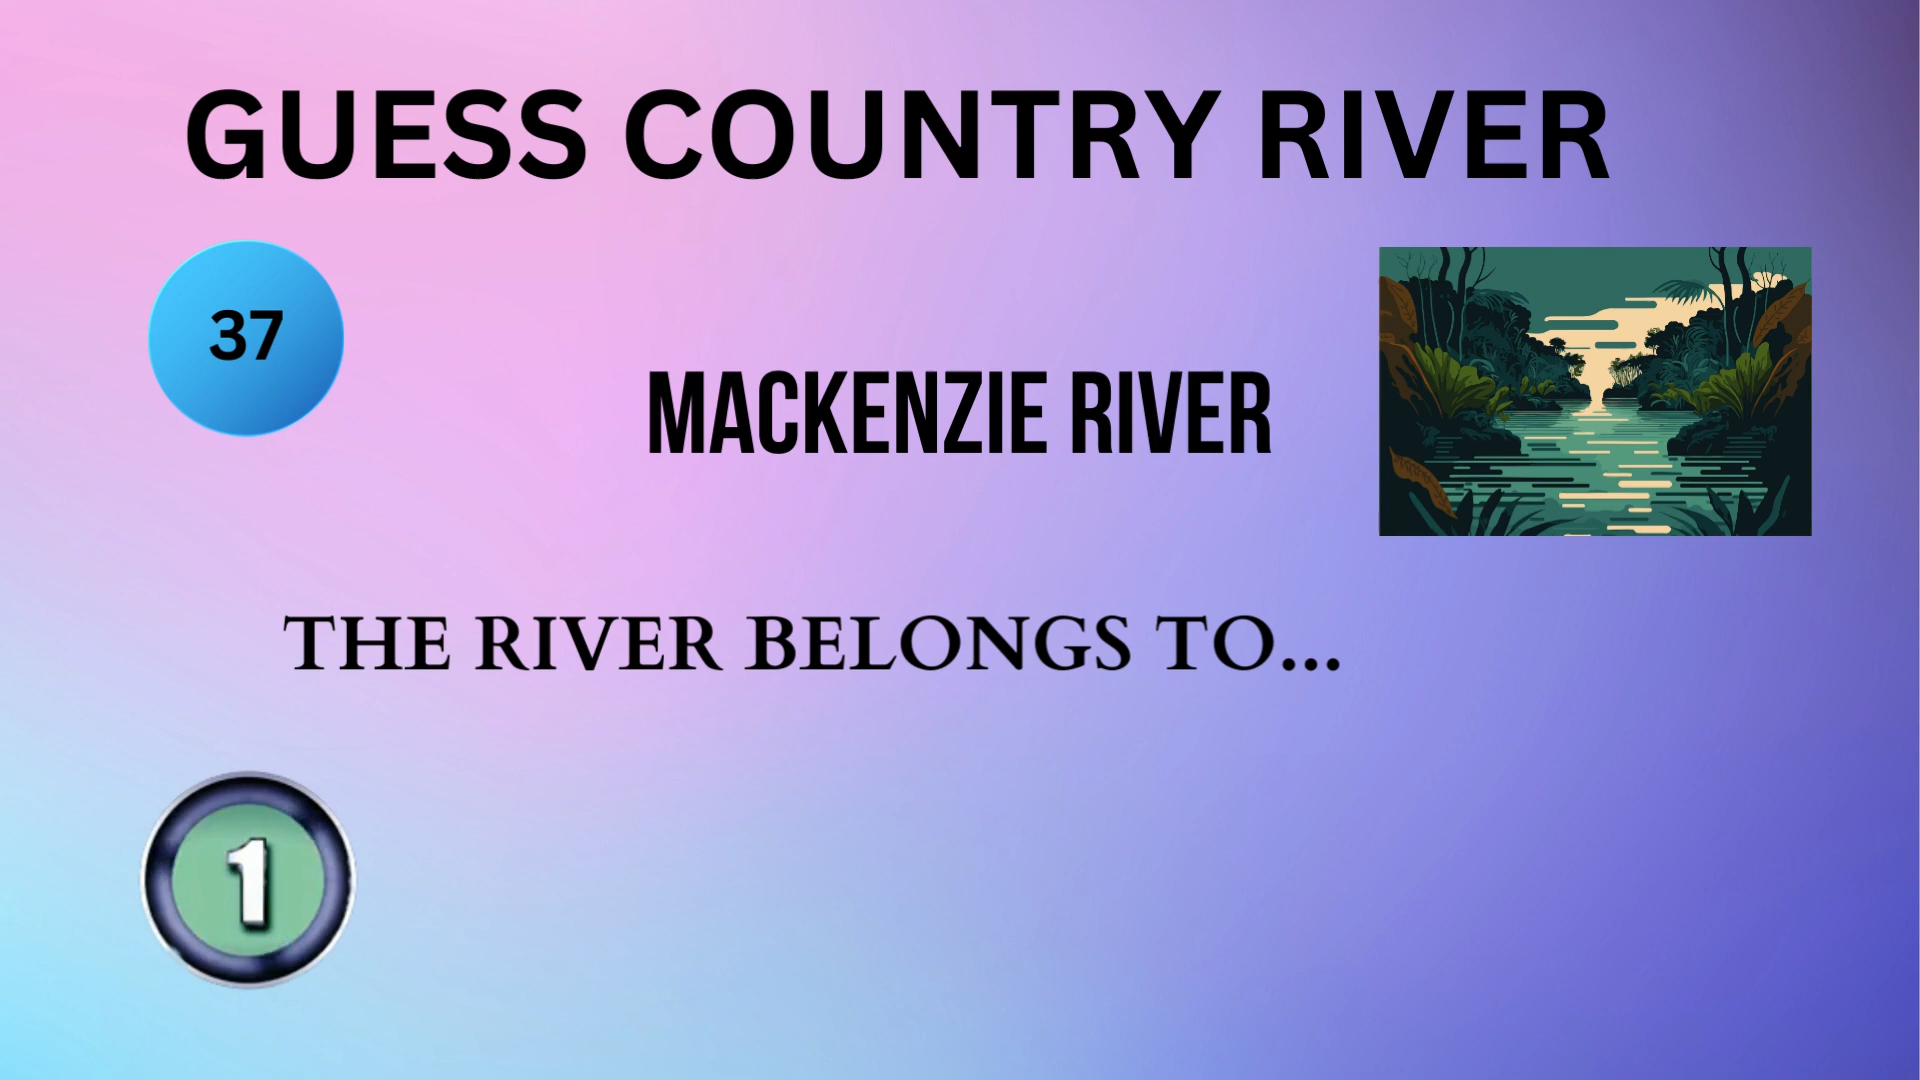 GUESS COUNTRY RIVER
37
MACKENZIE RIVER
THE RIVER BELONGS TO...
1